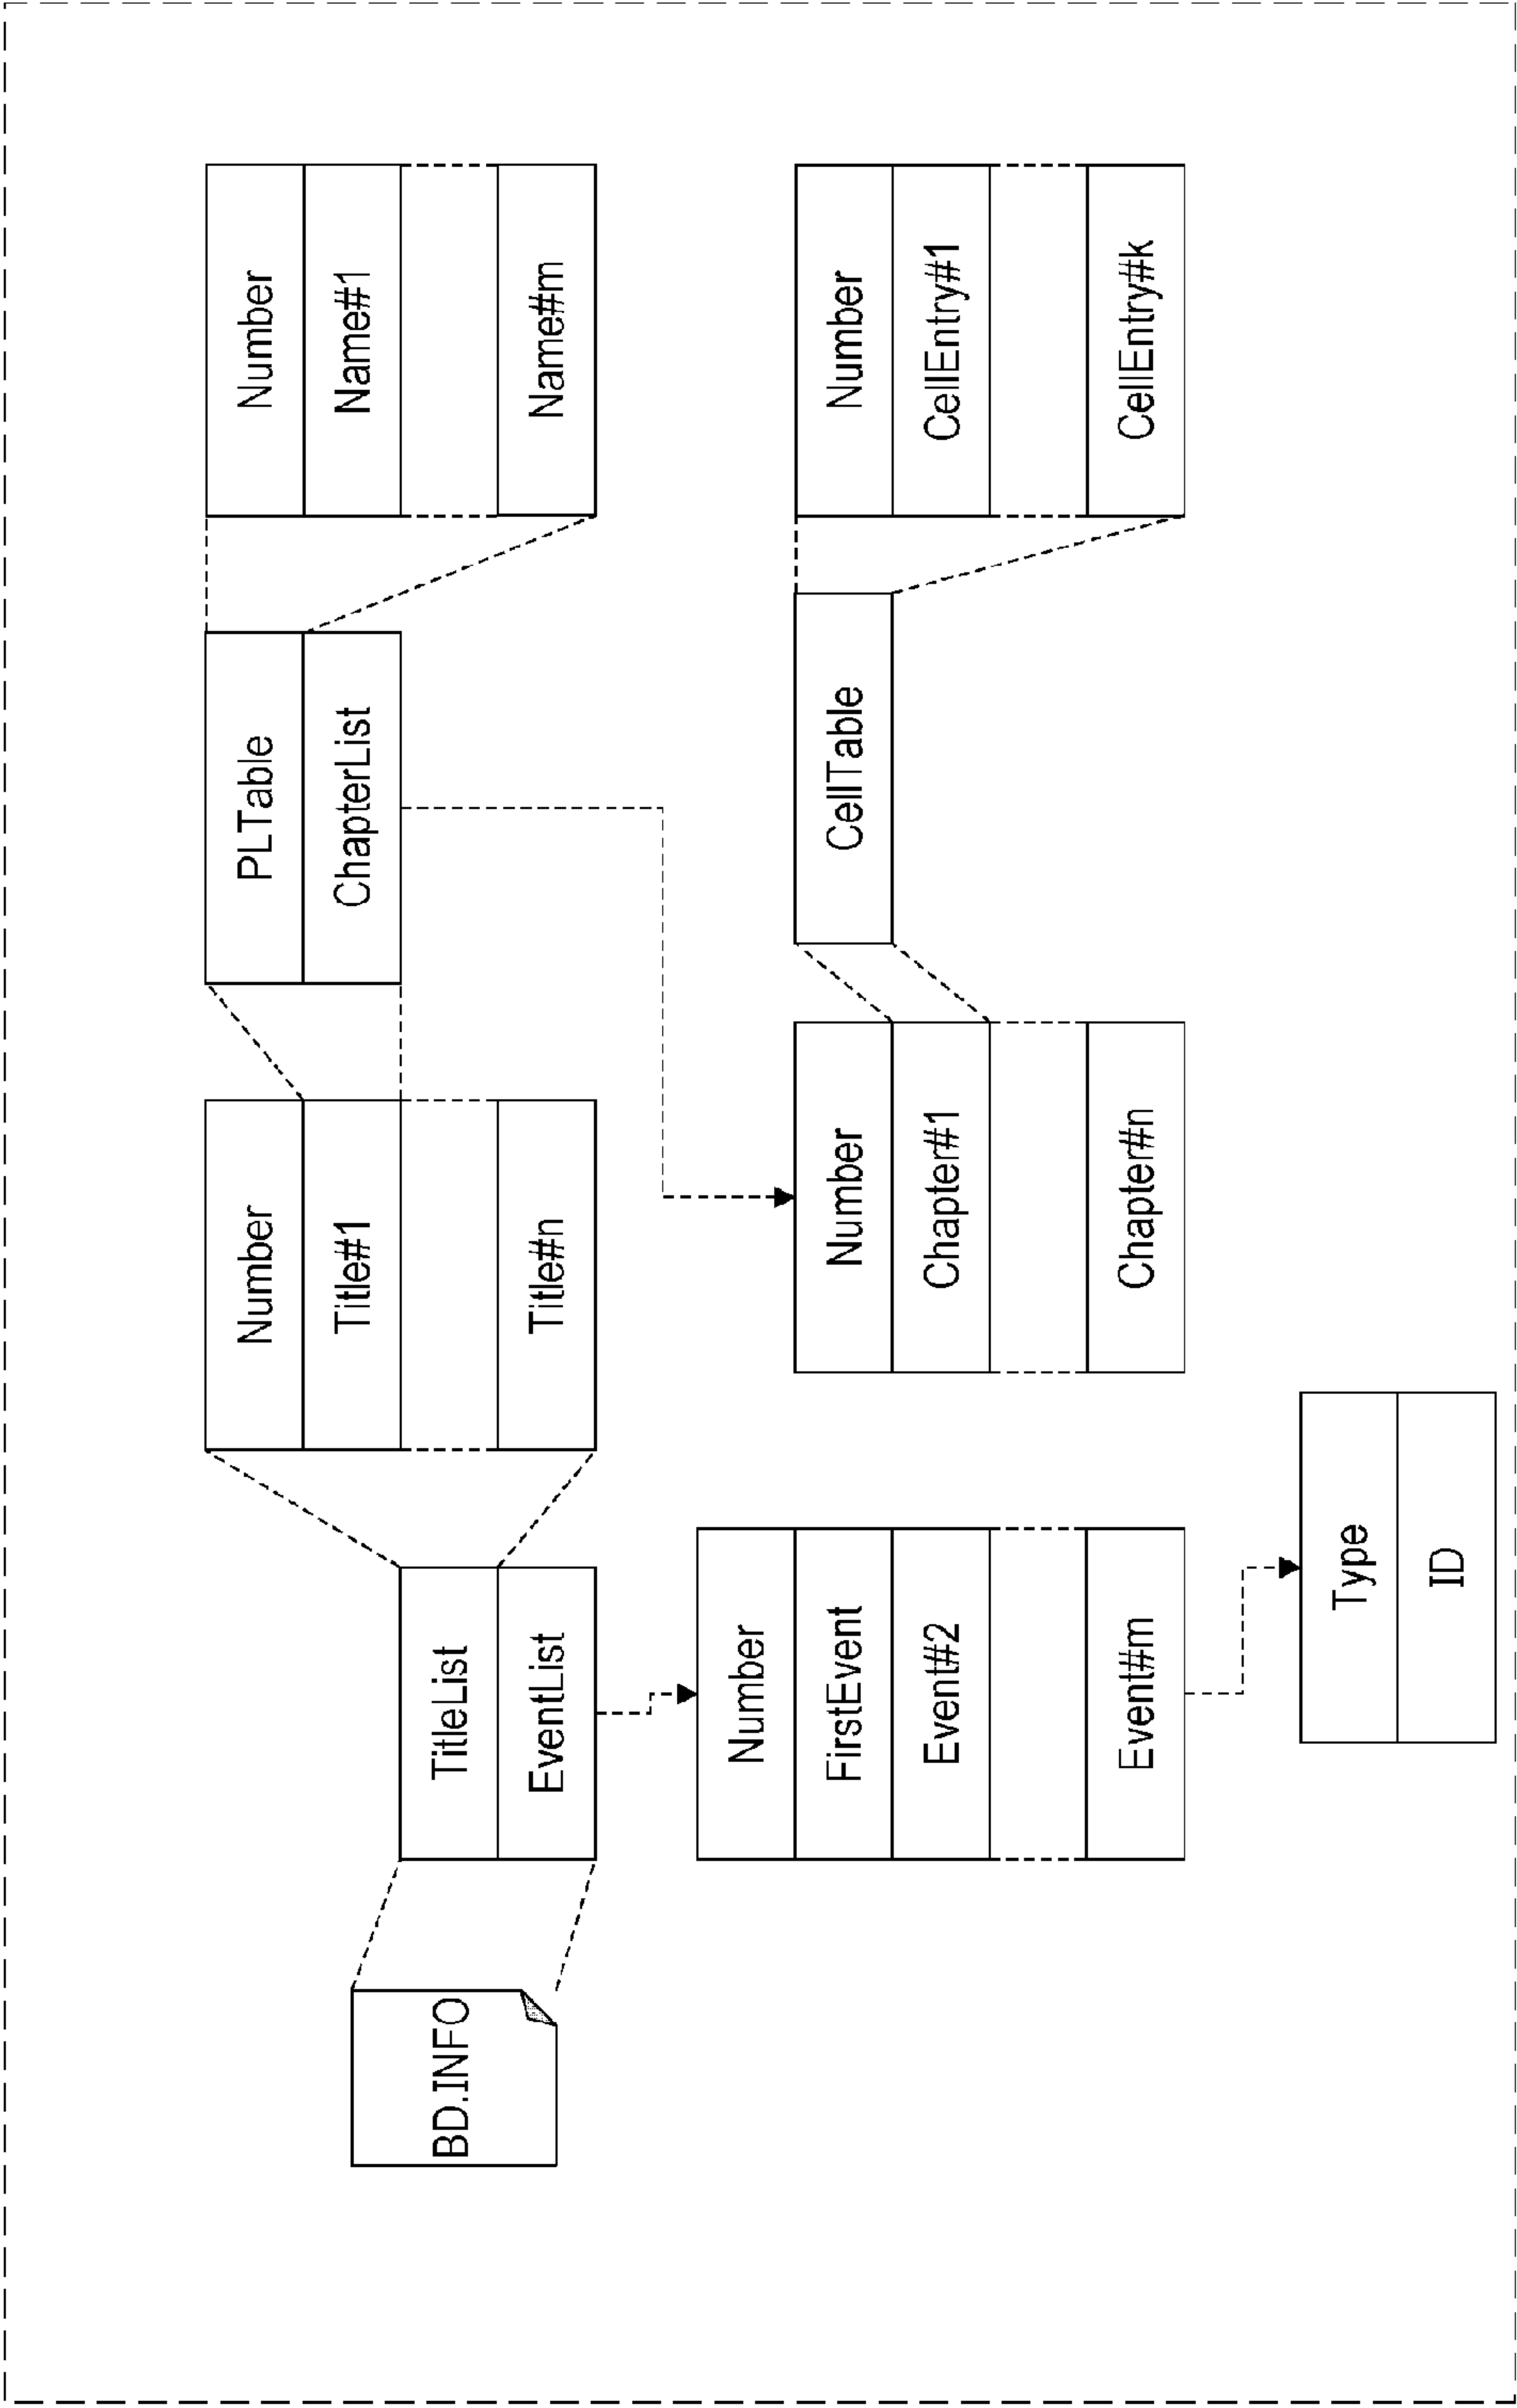 BD.INFO
TitleList
EventList
Number
Title#1
Title#n
PLTable
ChapterList
Number
Name#1
Name#m
Number
FirstEvent
Event#2
Event#m
Type
ID
Number
Chapter#1
Chapter#n
CellTable
Number
CellEntry#1
CellEntry#k